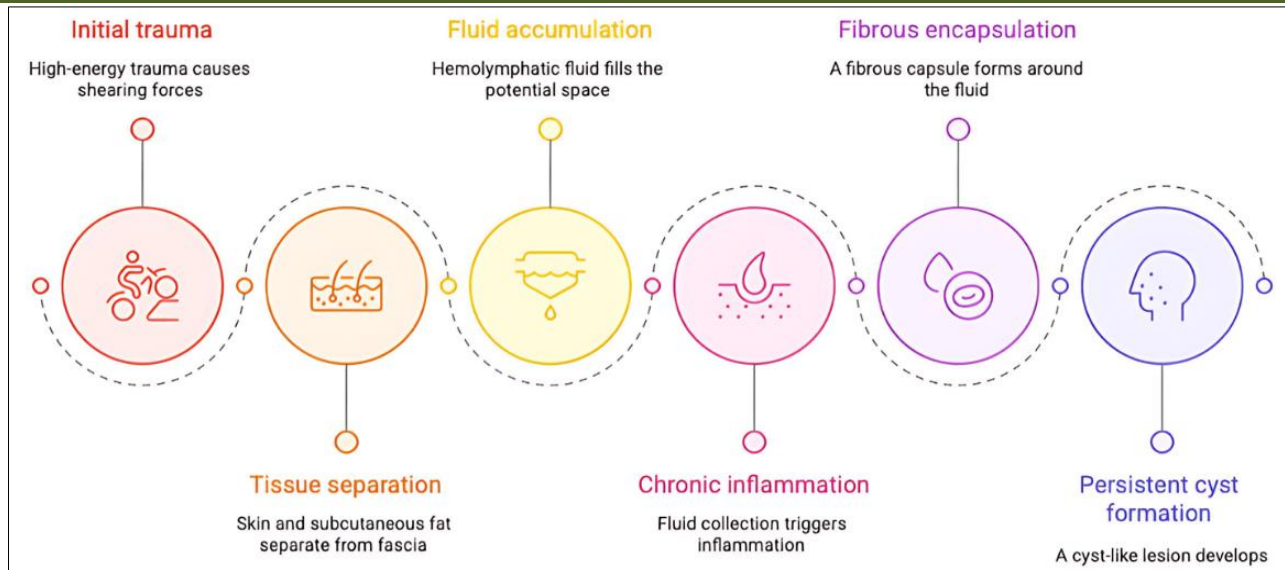 Initial trauma
High-energy trauma causes
shearing forces
Tissue separation
Skin and subcutaneous fat
separate from fascia
Fluid accumulation
Hemolymphatic fluid fills the
potential space
Chronic inflammation
Fluid collection triggers
inflammation
Fibrous encapsulation
A fibrous capsule forms around
the fluid
Persistent cyst
formation
A cyst-like lesion develops